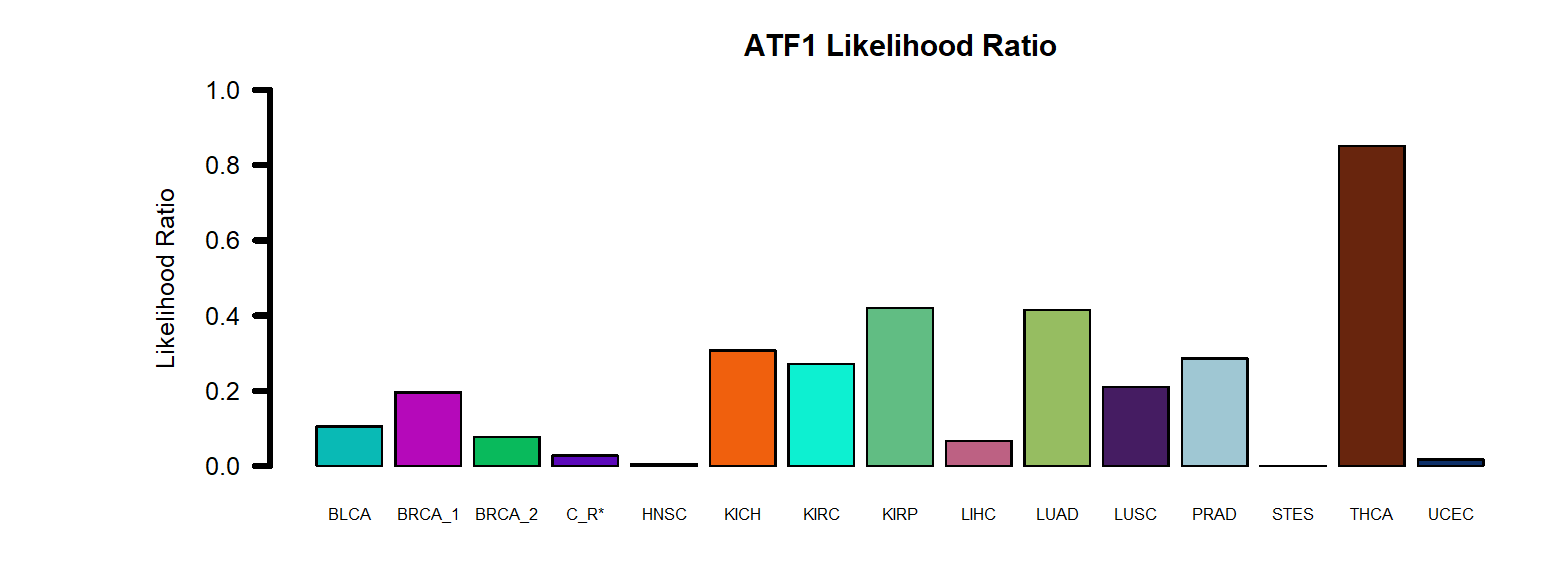 ATF1 Likelihood Ratio
Likelihood Ratio
1.0
0.8
0.6
0.4
0.2
0.0
BLCA BRCA_1 BRCA_2 C_R* HNSC KICH KIRC KIRP LIHC LUAD LUSC PRAD STES THCA UCEC